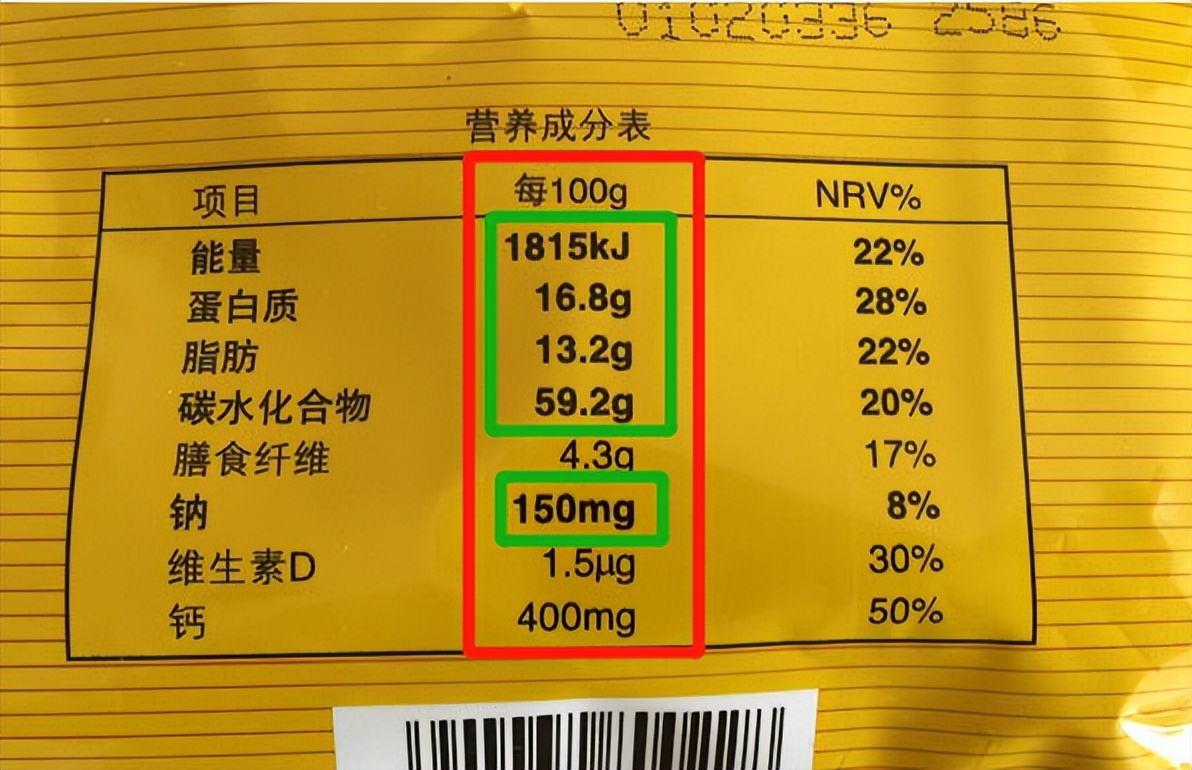 营养成分表
项目 每100g NRV%
能量 1815kJ 22%
蛋白质 16.8g 28%
脂肪 13.2g 22%
碳水化合物 59.2g 20%
膳食纤维 4.3g 17%
钠 150mg 8%
维生素D 1.5μg 30%
钙 400mg 50%